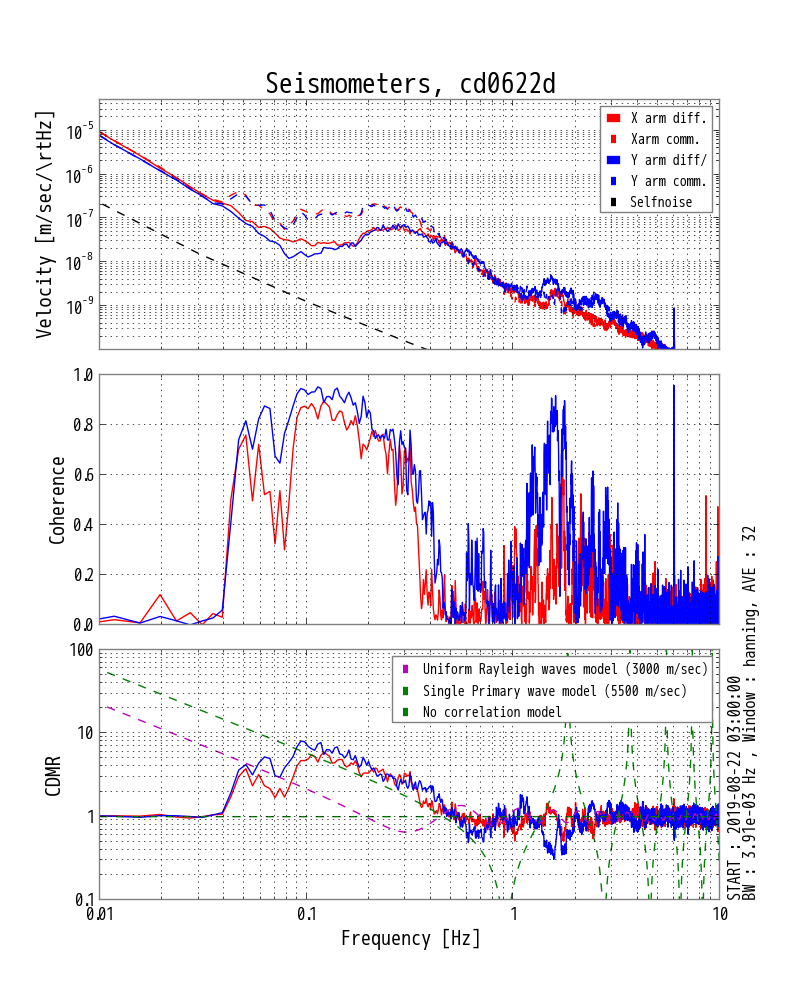 Seismometers, cd0622d
Velocity [m/sec/\rtHz]
10^-5
10^-6
10^-7
10^-8
10^-9
X arm diff.
Xarm comm.
Y arm diff/
Y arm comm.
Selfnoise
Coherence
1.0
0.8
0.6
0.4
0.2
0.0
CDMR
100
10
1
0.1
Uniform Rayleigh waves model (3000 m/sec)
Single Primary wave model (5500 m/sec)
No correlation model
0.01
0.1
1
10
Frequency [Hz]
START : 2019-08-22 03:00:00
BW : 3.91e-03 Hz , Window : hanning, AVE : 32